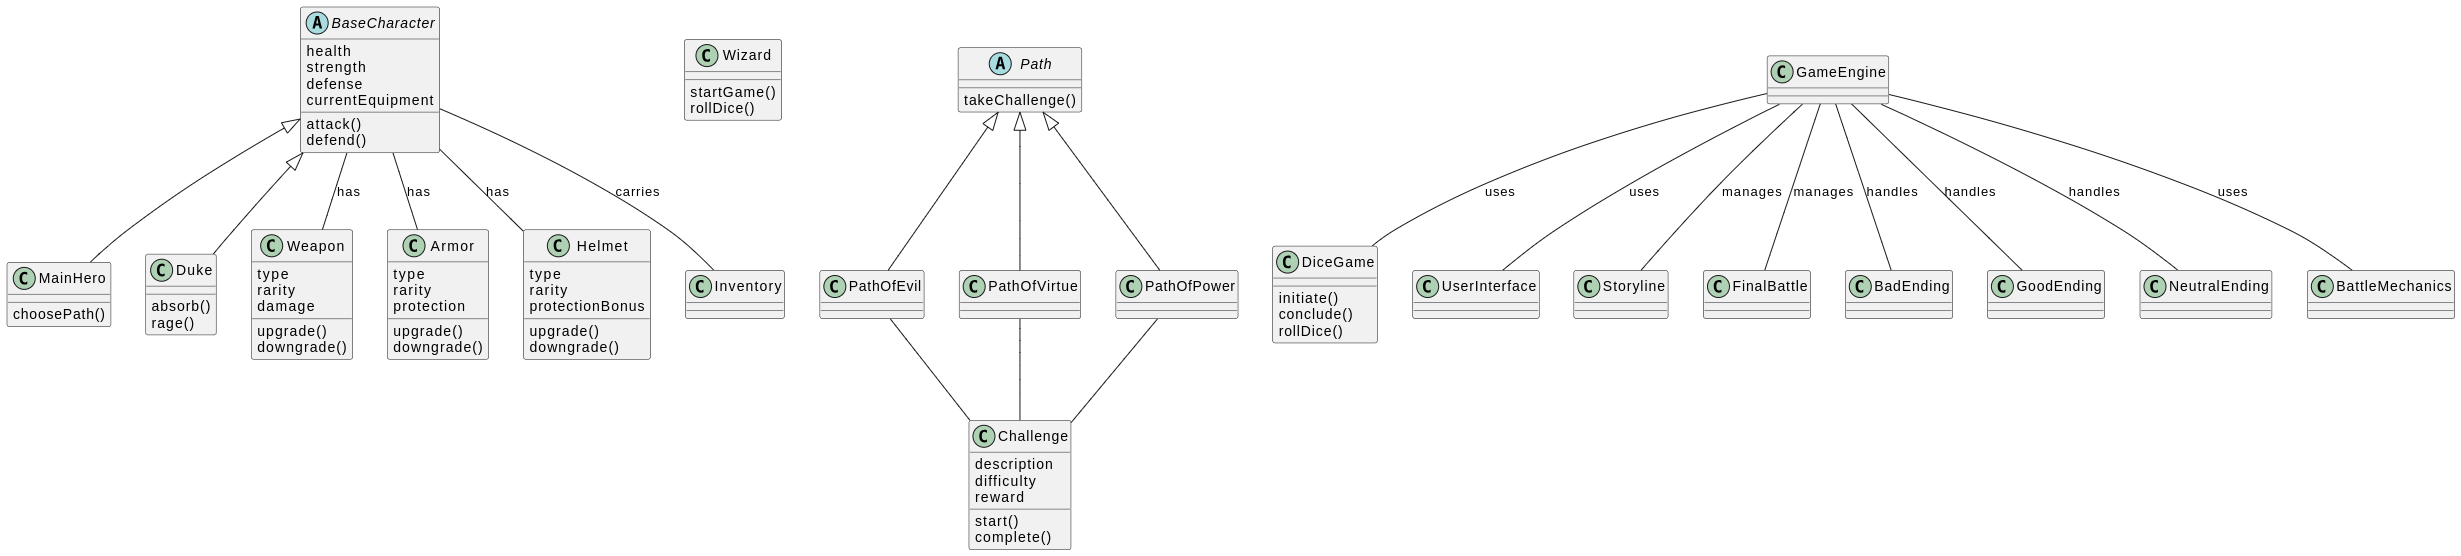 A BaseCharacter
health
strength
defense
currentEquipment
attack()
defend()
C Wizard
startGame()
rollDice()
A Path
takeChallenge()
C GameEngine
has
has
has
carries
uses
uses
manages
manages
handles
handles
handles
uses
C MainHero
choosePath()
C Duke
absorb()
rage()
C Weapon
type
rarity
damage
upgrade()
downgrade()
C Armor
type
rarity
protection
upgrade()
downgrade()
C Helmet
type
rarity
protectionBonus
upgrade()
downgrade()
C Inventory
C PathOfEvil
C PathOfVirtue
C PathOfPower
C DiceGame
initiate()
conclude()
rollDice()
C UserInterface
C Storyline
C FinalBattle
C BadEnding
C GoodEnding
C NeutralEnding
C BattleMechanics
C Challenge
description
difficulty
reward
start()
complete()